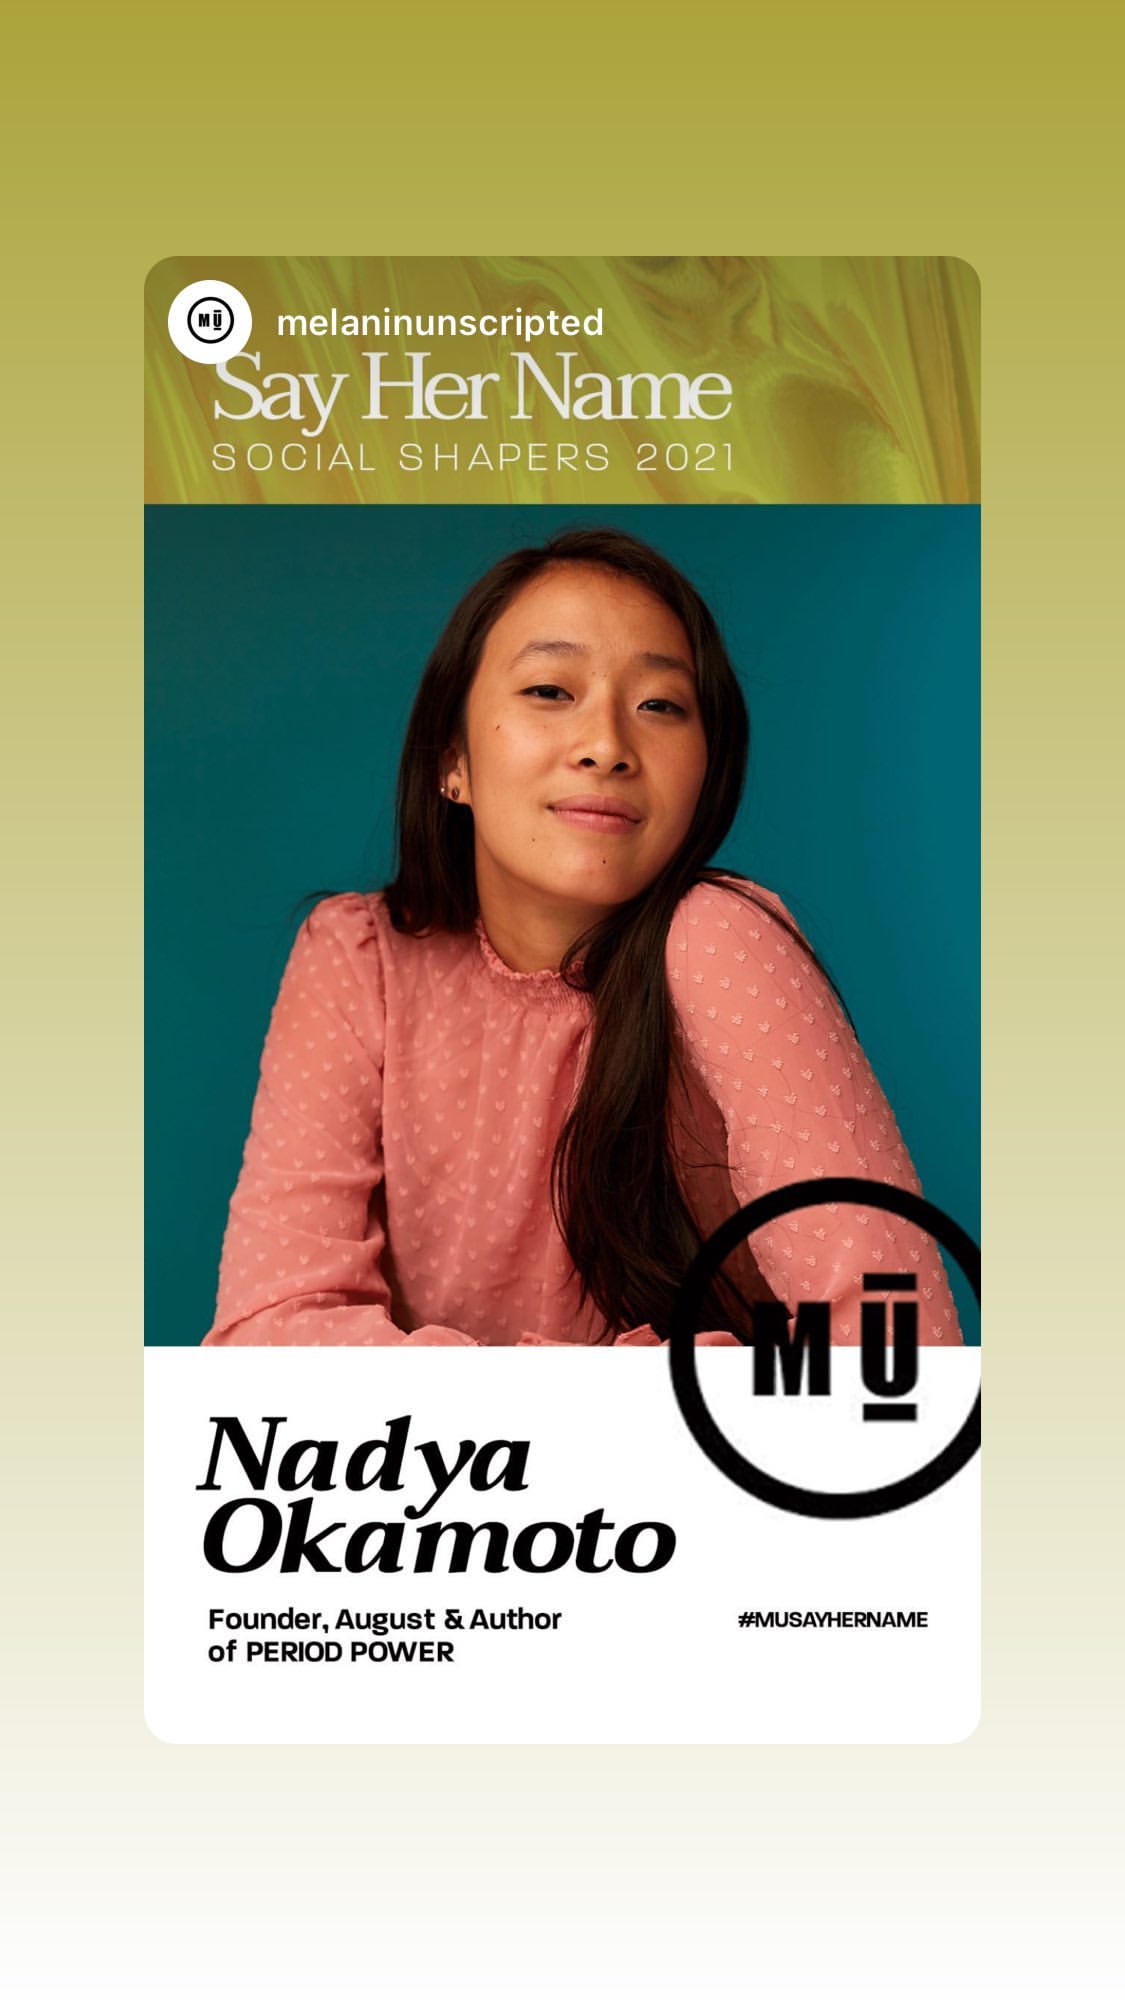 MŪ
melaninunscripted
Say Her Name
SOCIAL SHAPERS 2021
MŪ
Nadya
Okamoto
Founder, August & Author
of PERIOD POWER
#MUSAYHERNAME